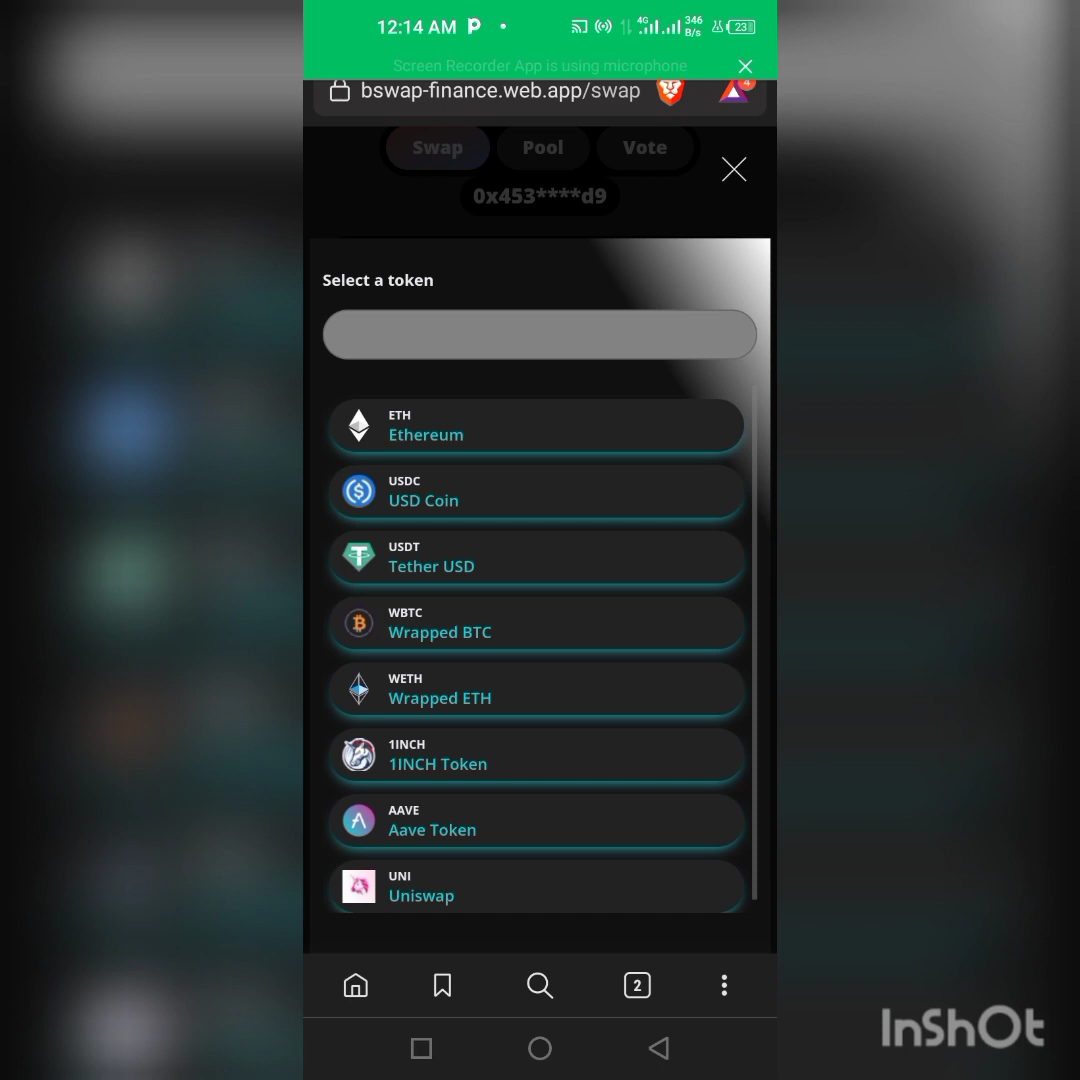 12:14 AM
4G
346 B/s
23
Screen Recorder App is using microphone
bswap-finance.web.app/swap
4
Swap
Pool
Vote
0x453****d9
Select a token
ETH
Ethereum
USDC
USD Coin
USDT
Tether USD
WBTC
Wrapped BTC
WETH
Wrapped ETH
1INCH
1INCH Token
AAVE
Aave Token
UNI
Uniswap
2
InShOt